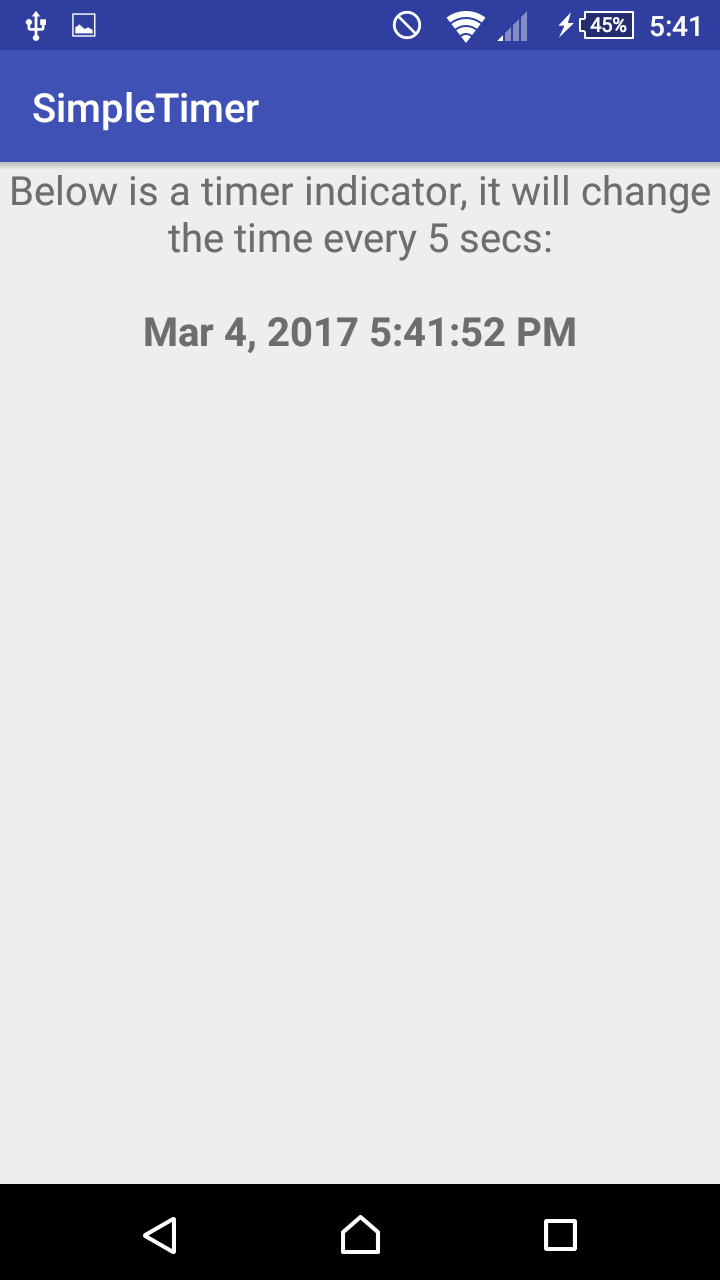 45% 5:41
SimpleTimer
Below is a timer indicator, it will change
the time every 5 secs:
Mar 4, 2017 5:41:52 PM